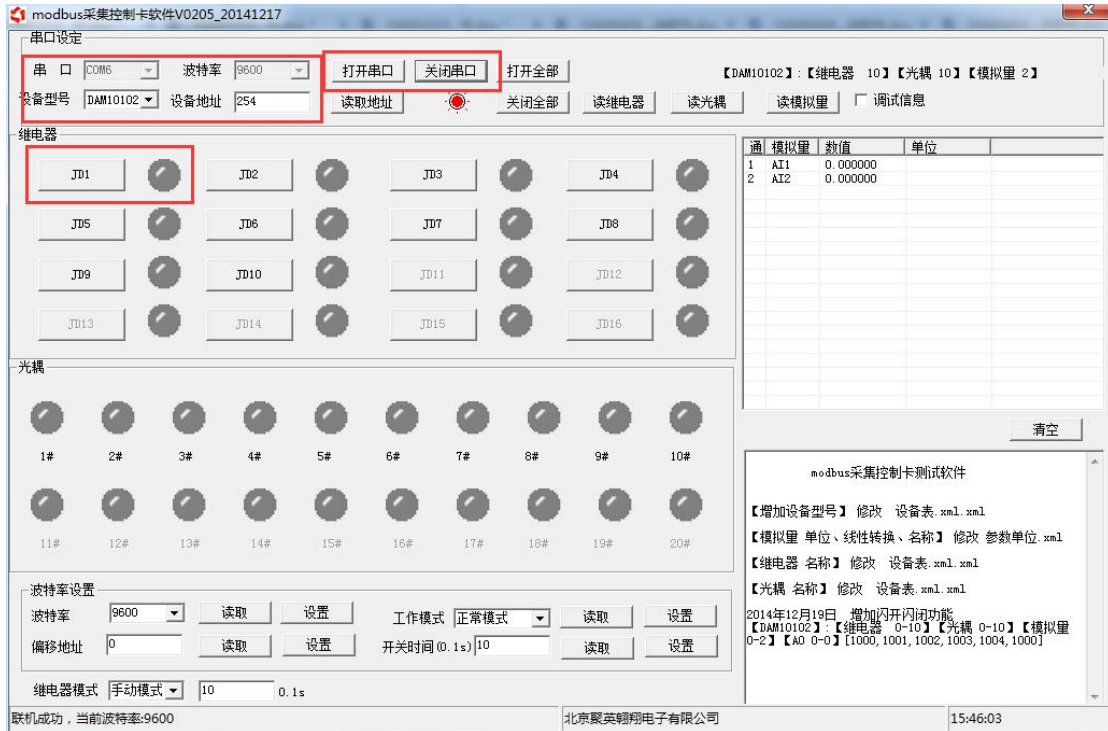 modbus采集控制卡软件V0205_20141217
串口设定
串 口 COM6 波特率 9600 打开串口 关闭串口 打开全部 【DAM10102】:【继电器 10】【光耦 10】【模拟量 2】
设备型号 DAM10102 设备地址 254 读取地址 关闭全部 读继电器 读光耦 读模拟量 调试信息
继电器
JD1 JD2 JD3 JD4
JD5 JD6 JD7 JD8
JD9 JD10 JD11 JD12
JD13 JD14 JD15 JD16
通 模拟量 数值 单位
1 AI1 0.000000
2 AI2 0.000000
光耦
1# 2# 3# 4# 5# 6# 7# 8# 9# 10#
11# 12# 13# 14# 15# 16# 17# 18# 19# 20#
清空
modbus采集控制卡测试软件
【增加设备型号】 修改 设备表.xml.xml
【模拟量 单位、线性转换、名称】 修改 参数单位.xml
【继电器 名称】 修改 设备表.xml.xml
【光耦 名称】 修改 设备表.xml.xml
2014年12月19日 增加闪开闪闭功能
【DAM10102】:【继电器 0-10】【光耦 0-10】【模拟量
0-2】【AO 0-0】[1000,1001,1002,1003,1004,1000]
波特率设置
波特率 9600 读取 设置 工作模式 正常模式 读取 设置
偏移地址 0 读取 设置 开关时间(0.1s) 10 读取 设置
继电器模式 手动模式 10 0.1s
联机成功，当前波特率:9600 北京聚英翱翔电子有限公司 15:46:03